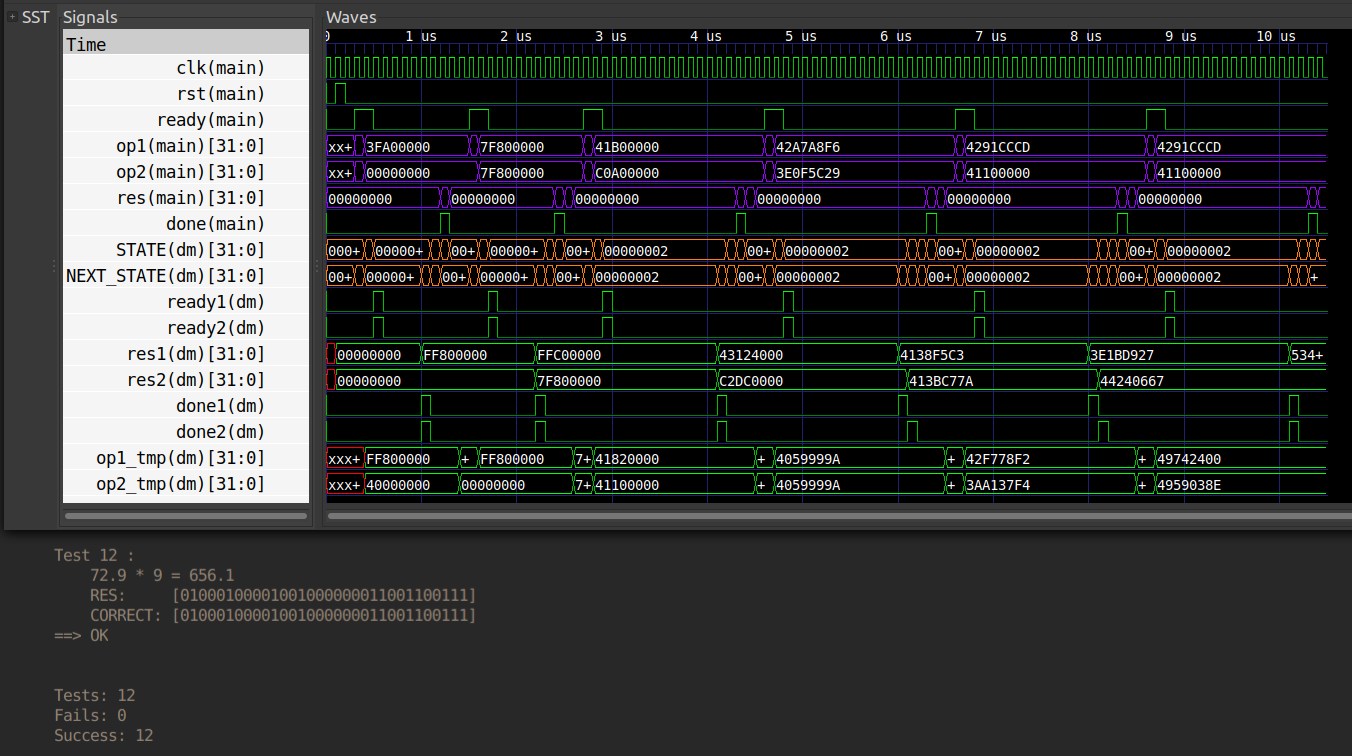 SST Signals Waves
Time 0 1 us 2 us 3 us 4 us 5 us 6 us 7 us 8 us 9 us 10 us
clk(main)
rst(main)
ready(main)
op1(main)[31:0] xx+ 3FA00000 7F800000 41B00000 42A7A8F6 4291CCCD 4291CCCD
op2(main)[31:0] xx+ 00000000 7F800000 C0A00000 3E0F5C29 41100000 41100000
res(main)[31:0] 00000000 00000000 00000000 00000000 00000000 00000000
done(main)
STATE(dm)[31:0] 000+ 00000+ 00+ 00000+ 00+ 00000002 00+ 00000002 00+ 00000002 00+ 00000002
NEXT_STATE(dm)[31:0] 00+ 00000+ 00+ 00000+ 00+ 00000002 00+ 00000002 00+ 00000002 00+ 00000002 +
ready1(dm)
ready2(dm)
res1(dm)[31:0] 00000000 FF800000 FFC00000 43124000 4138F5C3 3E1BD927 534+
res2(dm)[31:0] 00000000 7F800000 C2DC0000 413BC77A 44240667
done1(dm)
done2(dm)
op1_tmp(dm)[31:0] xxx+ FF800000 + FF800000 7+ 41820000 + 4059999A + 42F778F2 + 49742400
op2_tmp(dm)[31:0] xxx+ 40000000 00000000 7+ 41100000 + 4059999A + 3AA137F4 + 4959038E
Test 12 :
72.9 * 9 = 656.1
RES: [01000100001001000000011001100111]
CORRECT: [01000100001001000000011001100111]
==> OK
Tests: 12
Fails: 0
Success: 12